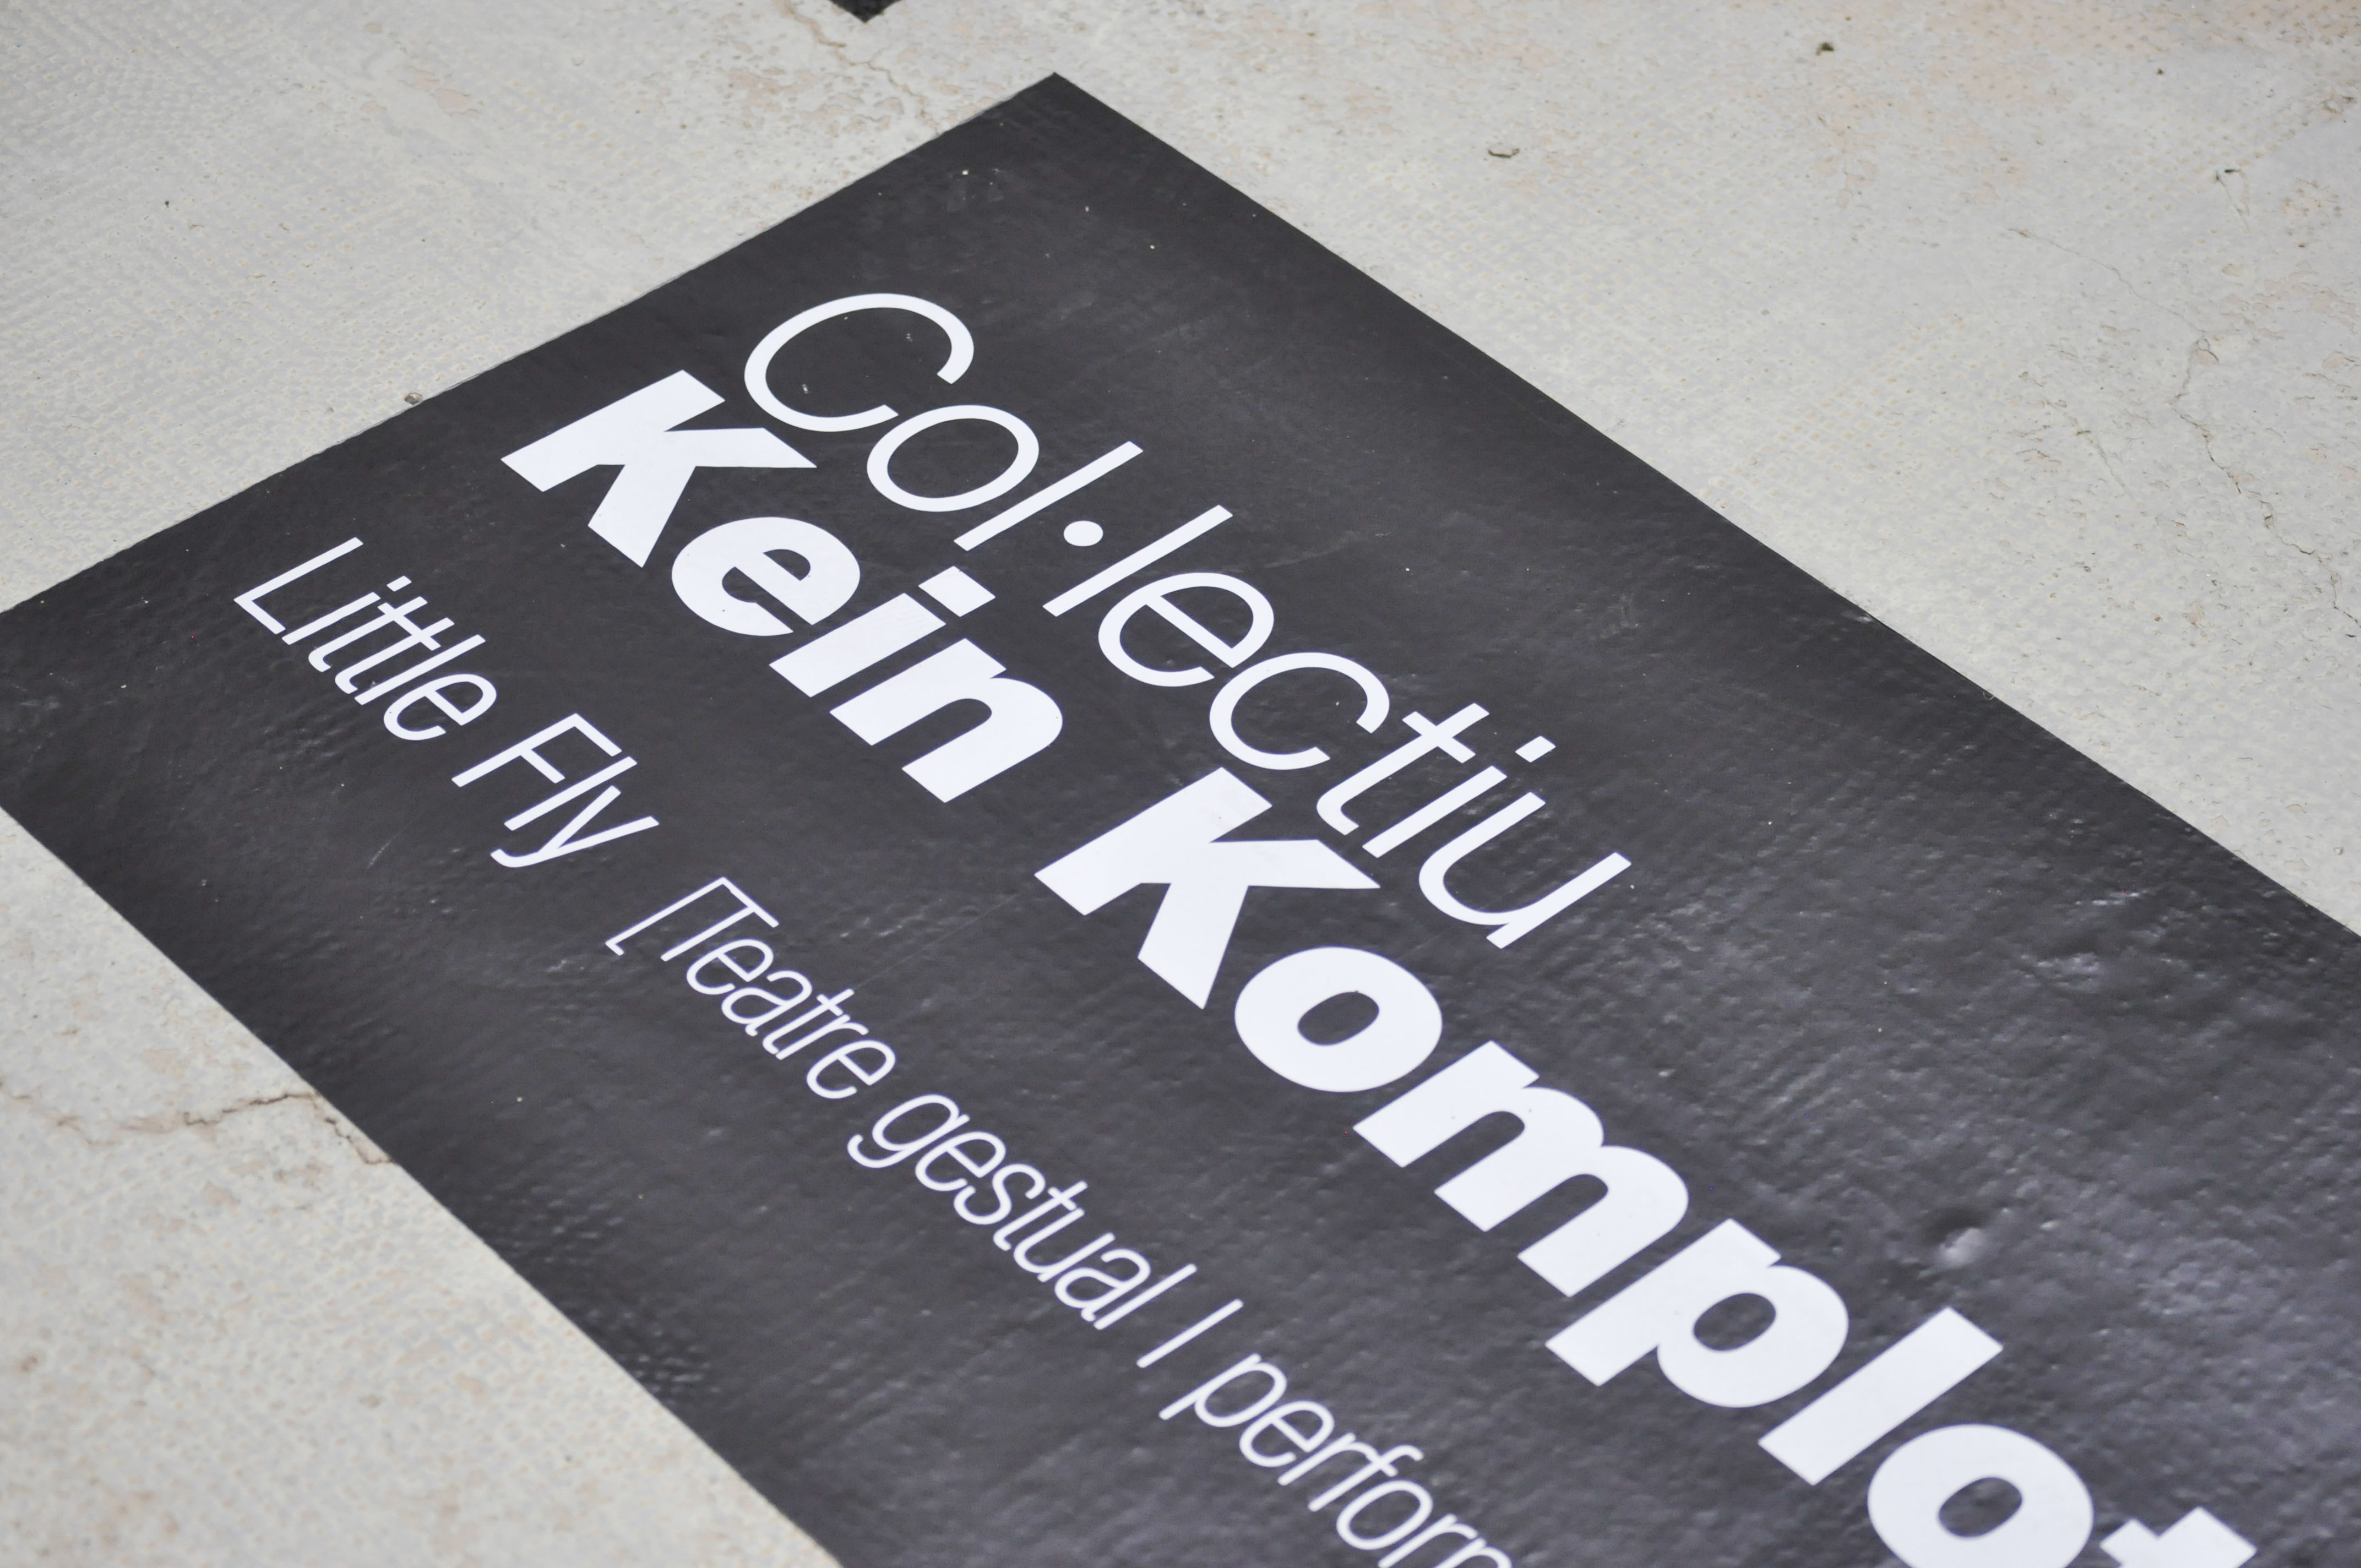 Col·lectiu
Kein Komplot
Little Fly [Teatre gestual | perform